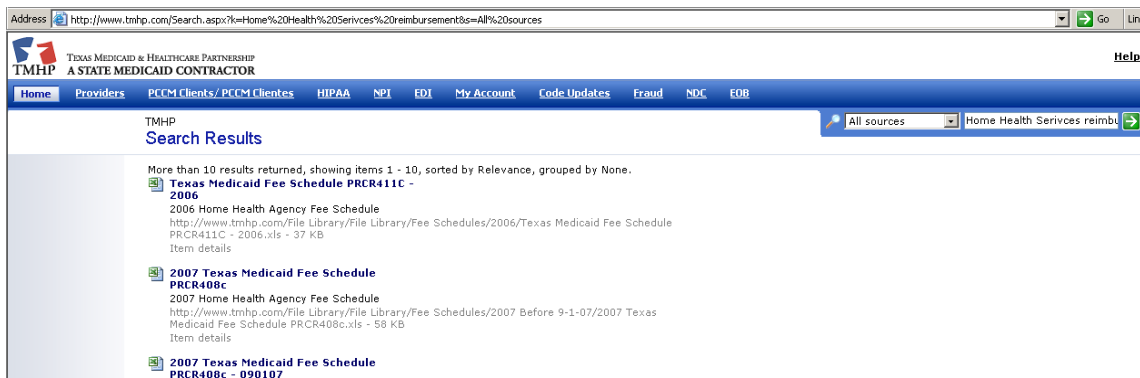 Address http://www.tmhp.com/Search.aspx?k=Home%20Health%20Serivces%20reimbursement&s=All%20sources Go Lin
TMHP TEXAS MEDICAID & HEALTHCARE PARTNERSHIP
A STATE MEDICAID CONTRACTOR
Help
Home Providers PCCM Clients/ PCCM Clientes HIPAA NPI EDI My Account Code Updates Fraud NDC EOB
TMHP
Search Results
All sources Home Health Serivces reimbu
More than 10 results returned, showing items 1 - 10, sorted by Relevance, grouped by None.
Texas Medicaid Fee Schedule PRCR411C -
2006
2006 Home Health Agency Fee Schedule
http://www.tmhp.com/File Library/File Library/Fee Schedules/2006/Texas Medicaid Fee Schedule
PRCR411C - 2006.xls - 37 KB
Item details
2007 Texas Medicaid Fee Schedule
PRCR408c
2007 Home Health Agency Fee Schedule
http://www.tmhp.com/File Library/File Library/Fee Schedules/2007 Before 9-1-07/2007 Texas
Medicaid Fee Schedule PRCR408c.xls - 58 KB
Item details
2007 Texas Medicaid Fee Schedule
PRCR408c - 090107